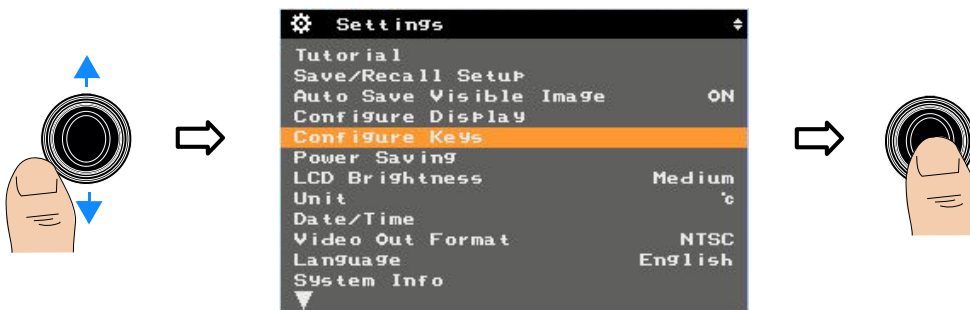 Settings
Tutorial
Save/Recall Setup
Auto Save Visible Image ON
Configure Display
Configure Keys
Power Saving
LCD Brightness Medium
Unit °c
Date/Time
Video Out Format NTSC
Language English
System Info